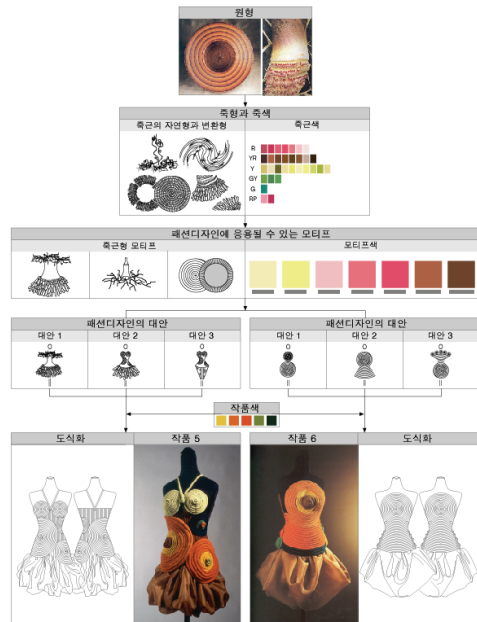 원형
죽형과 죽색
죽근의 자연형과 변환형
죽근색
R
YR
Y
GY
G
RP
패션디자인에 응용될 수 있는 모티프
죽근형 모티프
모티프색
패션디자인의 대안
대안 1
대안 2
대안 3
패션디자인의 대안
대안 1
대안 2
대안 3
작품색
도식화
작품 5
작품 6
도식화